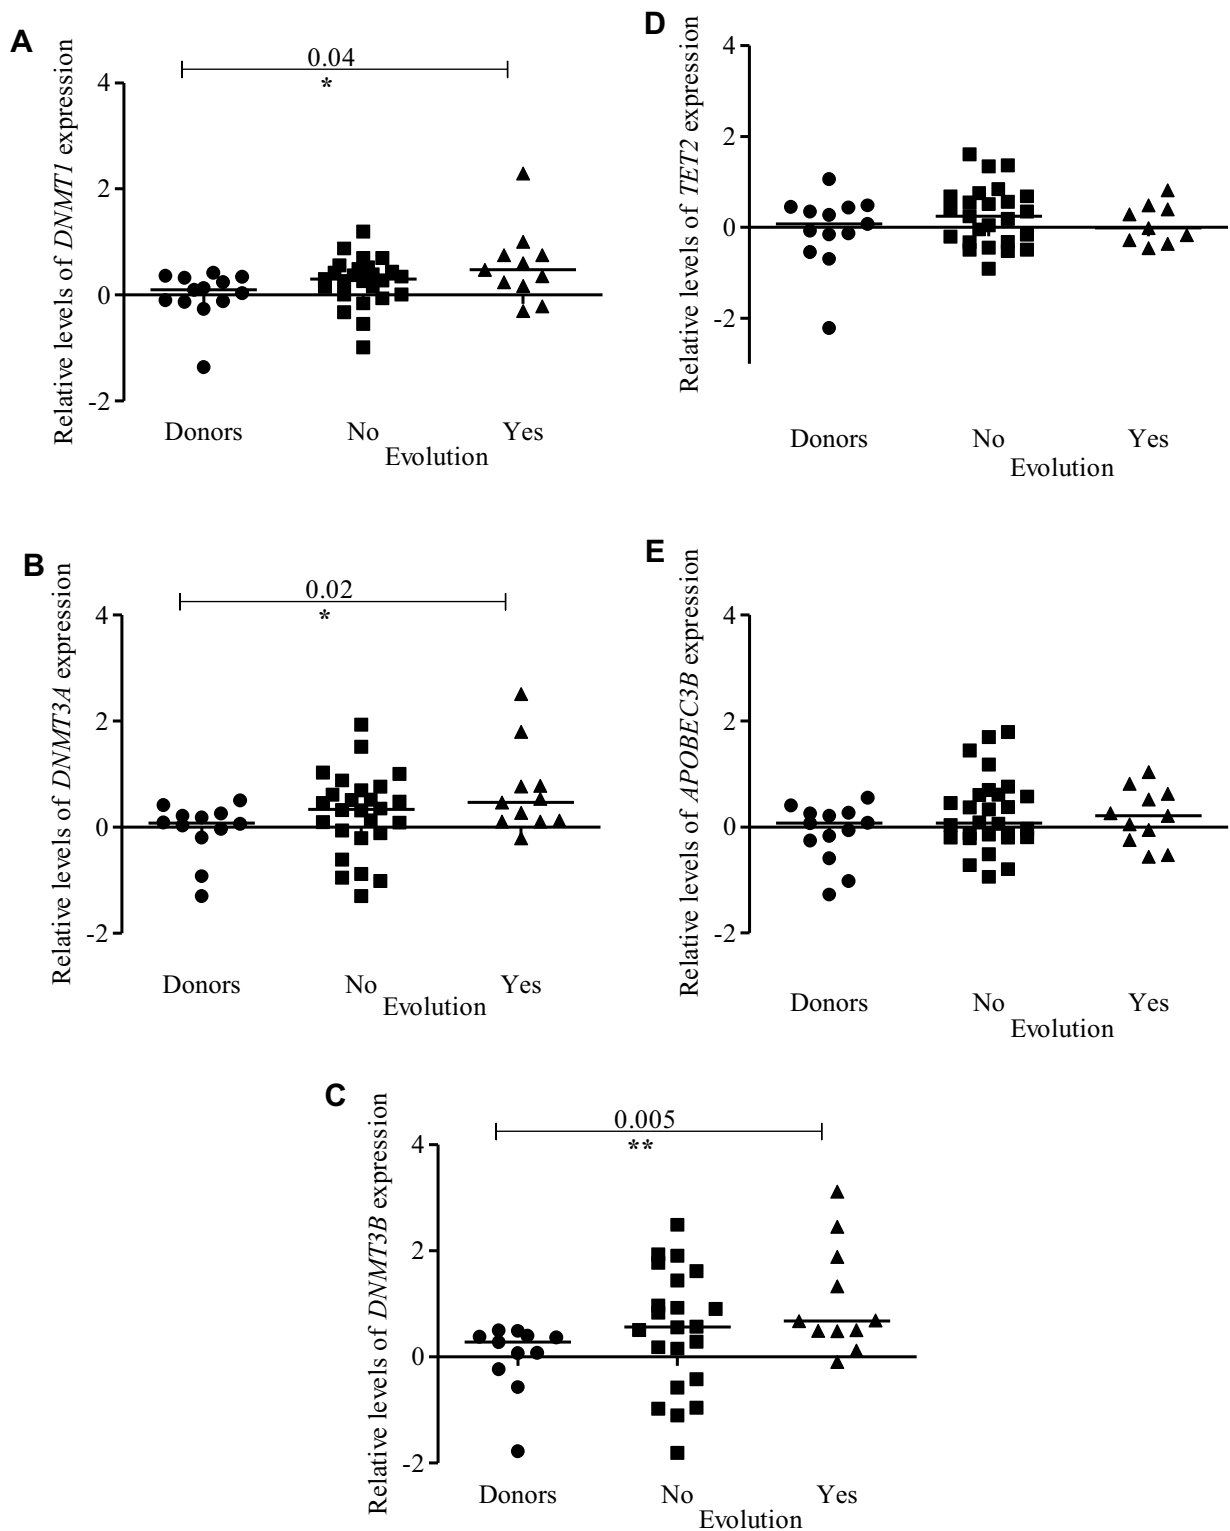 A
Relative levels of DNMT1 expression
0.04
*
4
2
0
-2
Donors
No
Yes
Evolution
D
Relative levels of TET2 expression
4
2
0
-2
Donors
No
Yes
Evolution
B
Relative levels of DNMT3A expression
0.02
*
4
2
0
-2
Donors
No
Yes
Evolution
E
Relative levels of APOBEC3B expression
4
2
0
-2
Donors
No
Yes
Evolution
C
Relative levels of DNMT3B expression
0.005
**
4
2
0
-2
Donors
No
Yes
Evolution